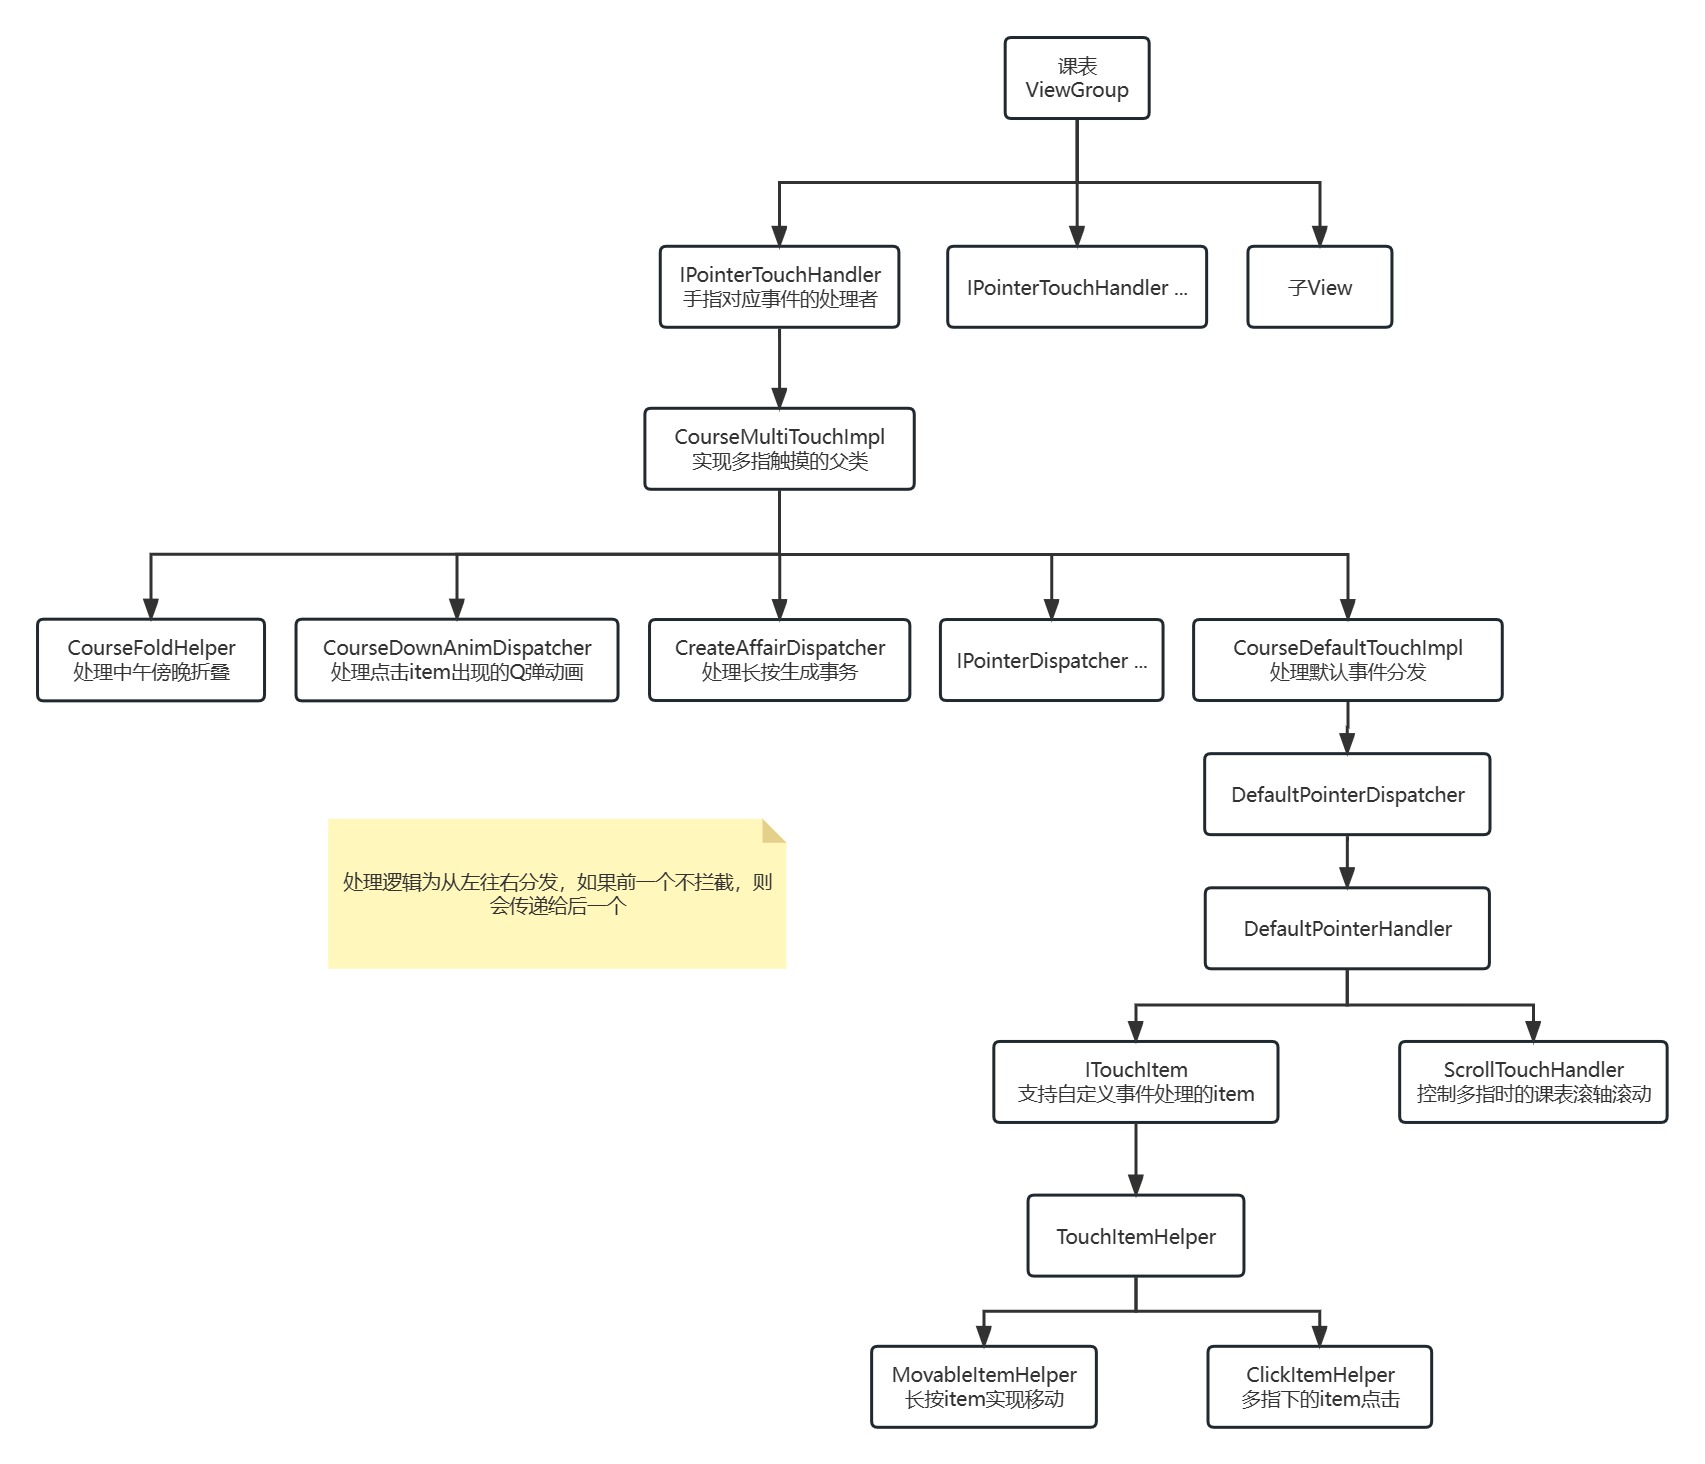 课表
ViewGroup
IPointerTouchHandler
手指对应事件的处理者
IPointerTouchHandler ...
子View
CourseMultiTouchImpl
实现多指触摸的父类
CourseFoldHelper
处理中午傍晚折叠
CourseDownAnimDispatcher
处理点击item出现的Q弹动画
CreateAffairDispatcher
处理长按生成事务
IPointerDispatcher ...
CourseDefaultTouchImpl
处理默认事件分发
DefaultPointerDispatcher
处理逻辑为从左往右分发，如果前一个不拦截，则
会传递给后一个
DefaultPointerHandler
ITouchItem
支持自定义事件处理的item
ScrollTouchHandler
控制多指时的课表滚轴滚动
TouchItemHelper
MovableItemHelper
长按item实现移动
ClickItemHelper
多指下的item点击